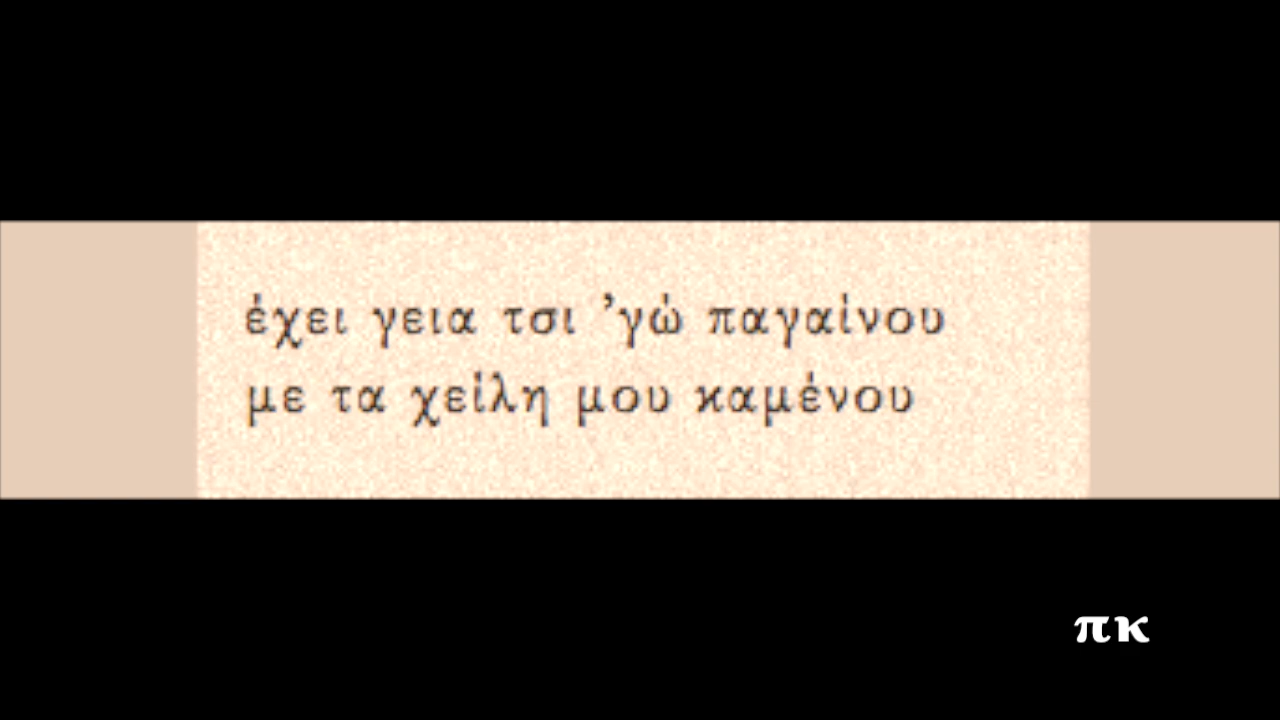 έχει γεια τσι ’γώ παγαίνου
με τα χείλη μου καμένου
πκ